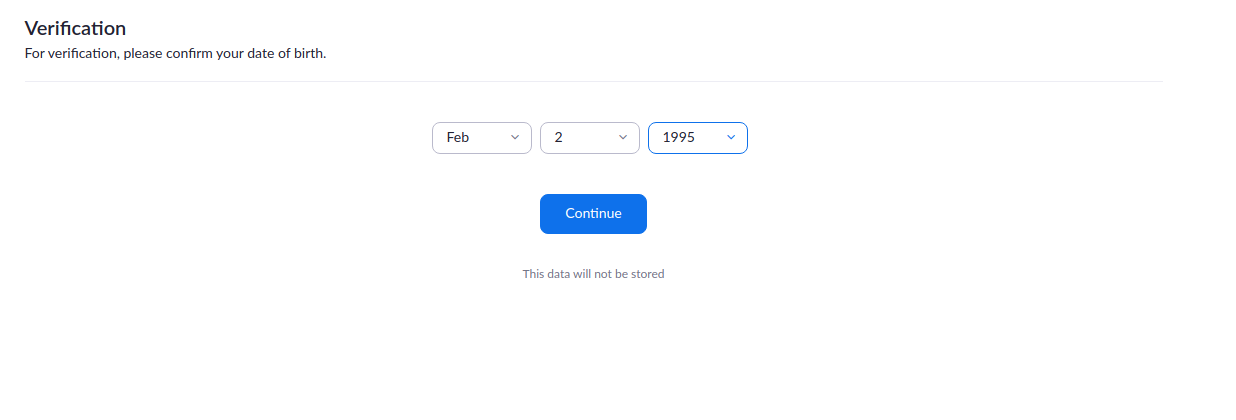 Verification
For verification, please confirm your date of birth.
Feb 2 1995
Continue
This data will not be stored